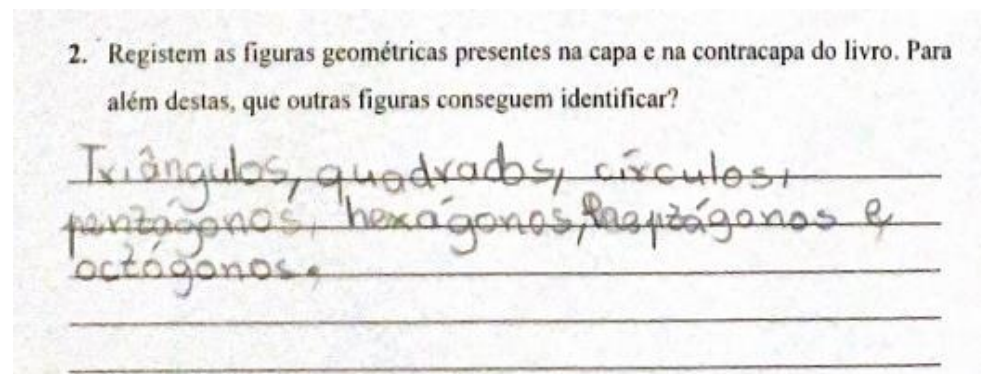 2. Registem as figuras geométricas presentes na capa e na contracapa do livro. Para
além destas, que outras figuras conseguem identificar?
Triângulos, quadrados, círculos,
pentágonos, hexágonos, heptágonos e
octógonos.